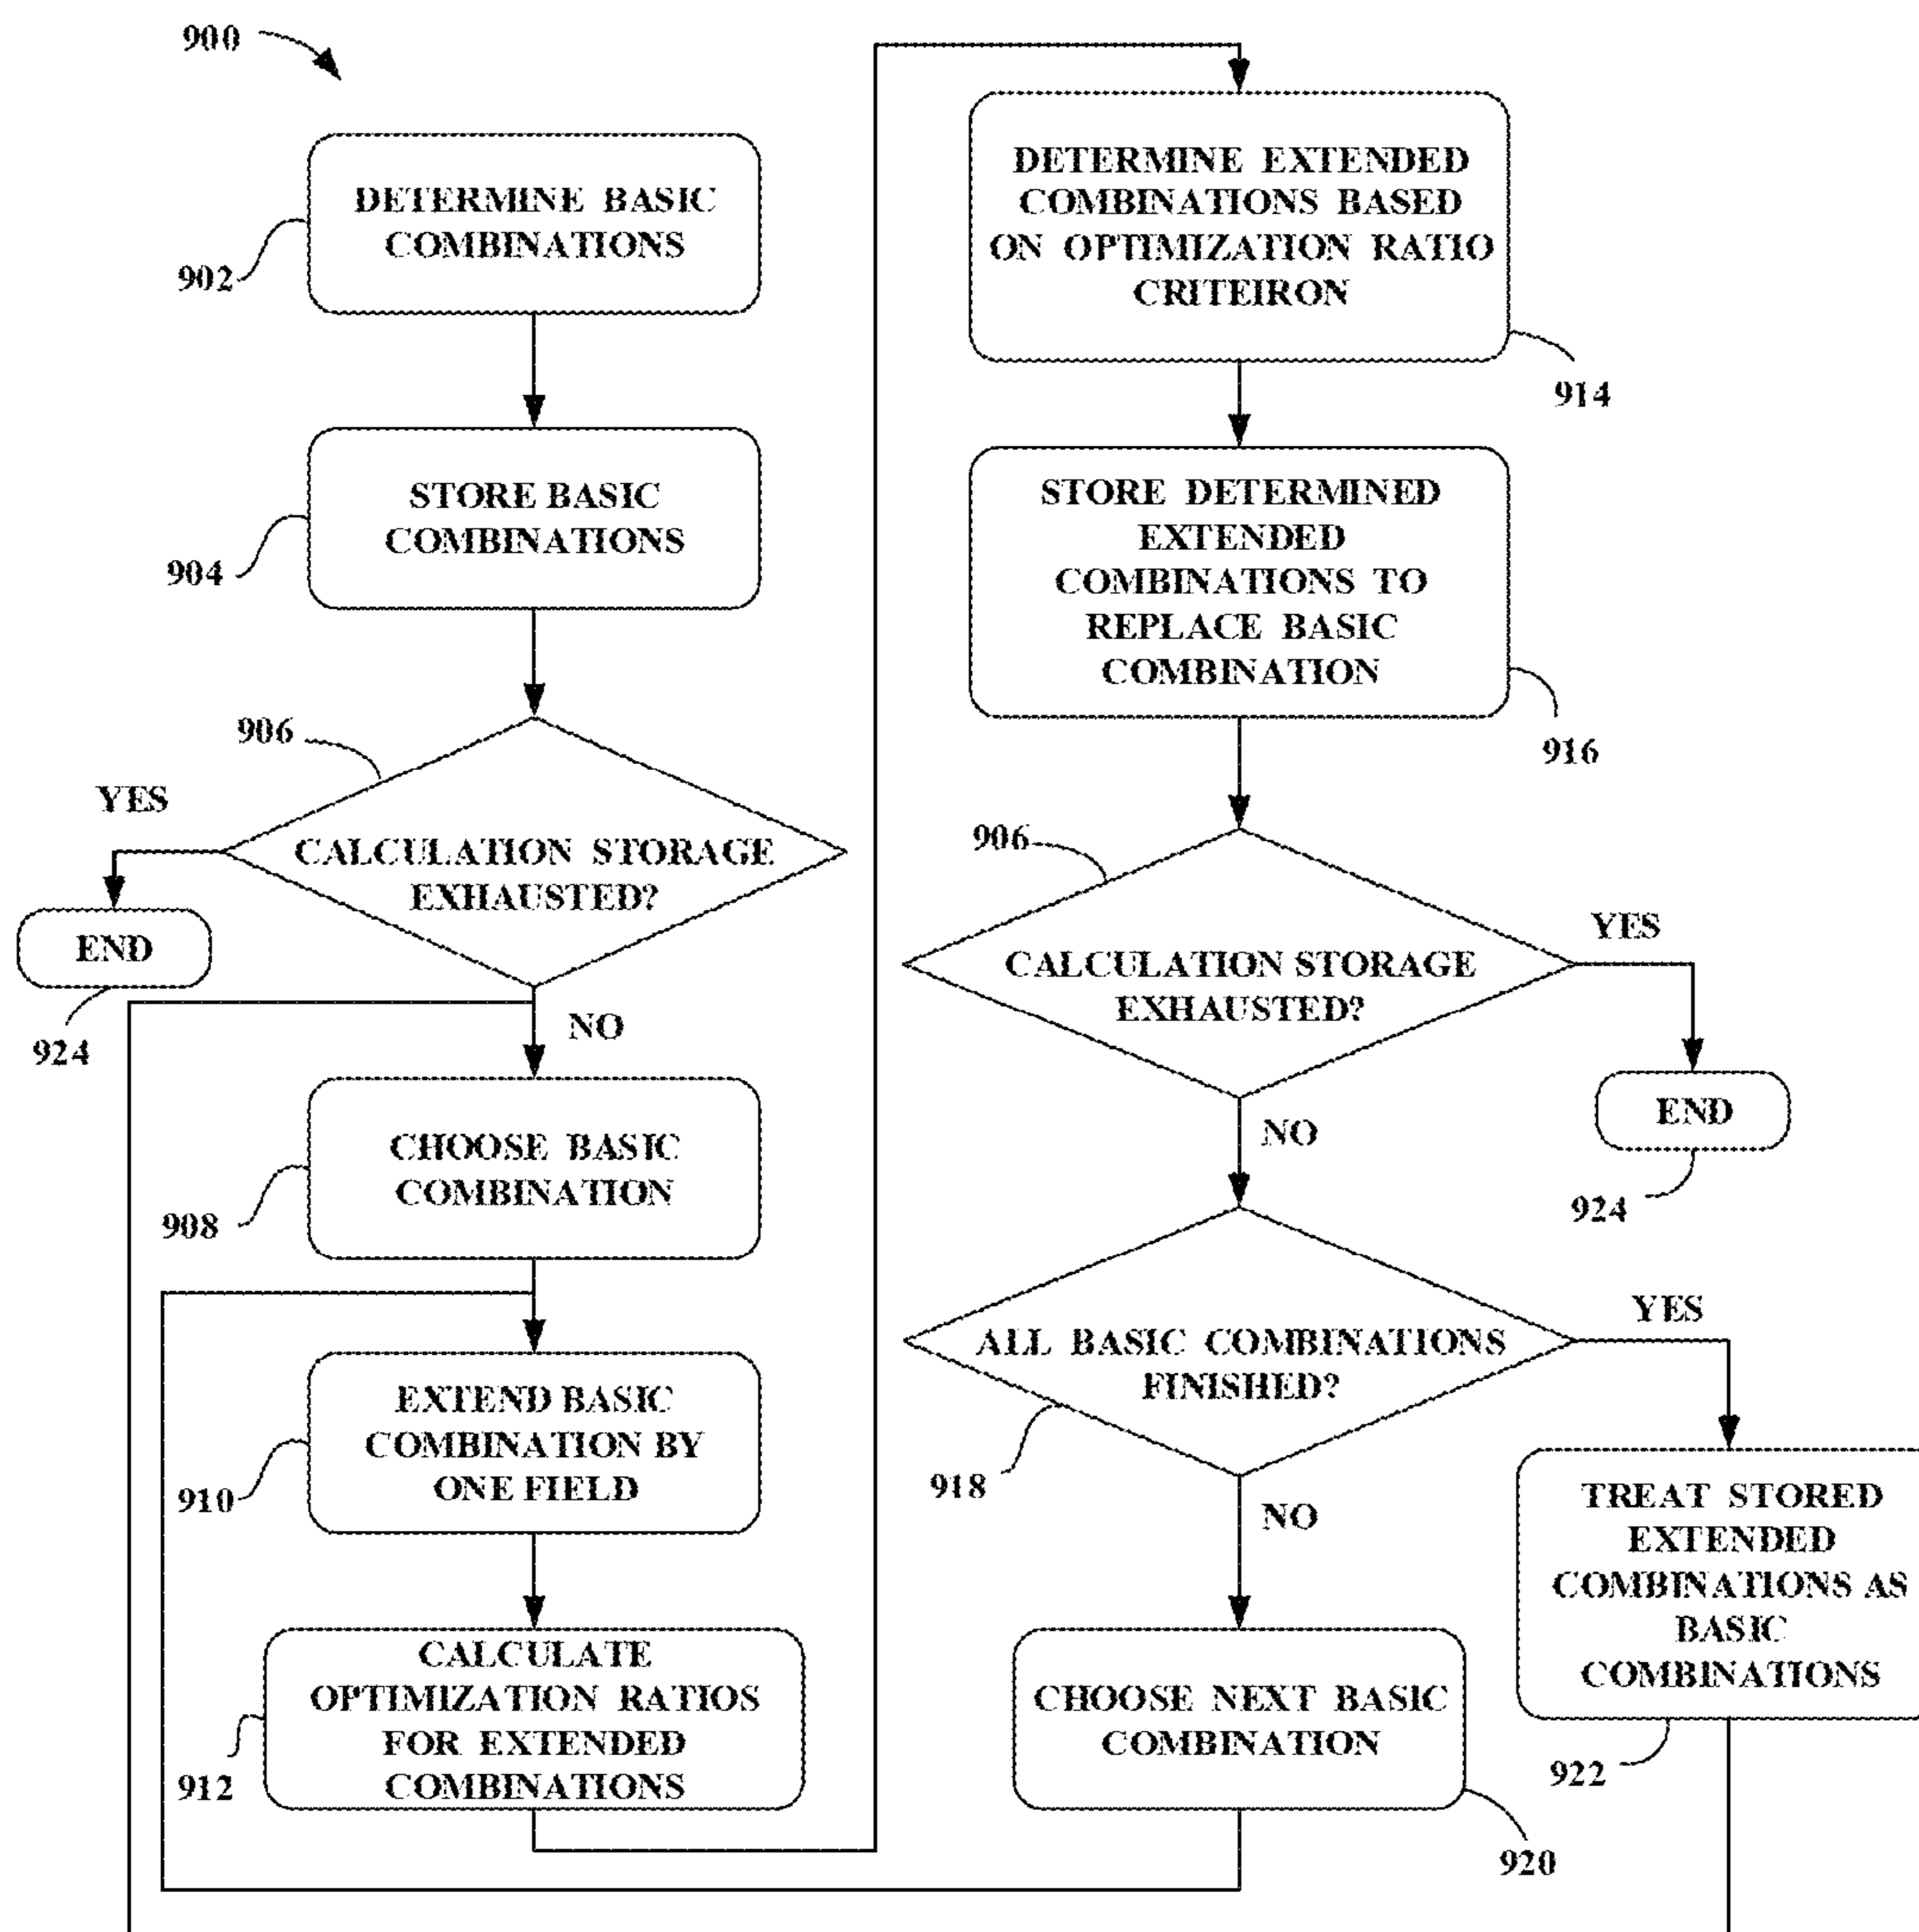 900
DETERMINE BASIC
COMBINATIONS
902
STORE BASIC
COMBINATIONS
904
906
YES
CALCULATION STORAGE
EXHAUSTED?
END
924
NO
CHOOSE BASIC
COMBINATION
908
EXTEND BASIC
COMBINATION BY
ONE FIELD
910
CALCULATE
OPTIMIZATION RATIOS
FOR EXTENDED
COMBINATIONS
912
DETERMINE EXTENDED
COMBINATIONS BASED
ON OPTIMIZATION RATIO
CRITEIRON
914
STORE DETERMINED
EXTENDED
COMBINATIONS TO
REPLACE BASIC
COMBINATION
916
906
YES
CALCULATION STORAGE
EXHAUSTED?
END
924
NO
YES
ALL BASIC COMBINATIONS
FINISHED?
918
NO
CHOOSE NEXT BASIC
COMBINATION
920
TREAT STORED
EXTENDED
COMBINATIONS AS
BASIC
COMBINATIONS
922